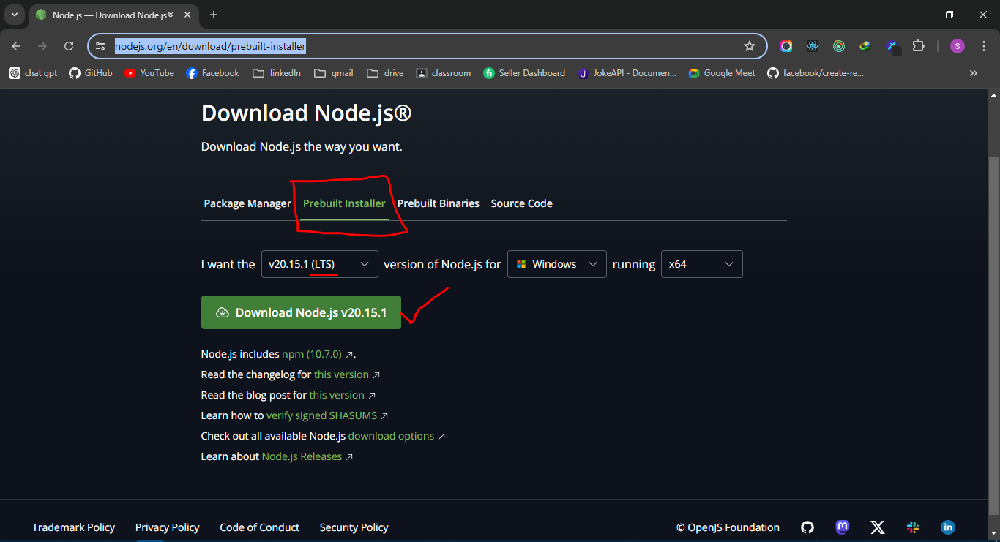 Node.js — Download Node.js®
nodejs.org/en/download/prebuilt-installer
S
chat gpt GitHub YouTube Facebook linkedIn gmail drive classroom Seller Dashboard JokeAPI - Documen... Google Meet facebook/create-re...
Download Node.js®
Download Node.js the way you want.
Package Manager Prebuilt Installer Prebuilt Binaries Source Code
I want the v20.15.1 (LTS) version of Node.js for Windows running x64
Download Node.js v20.15.1
Node.js includes npm (10.7.0) ↗.
Read the changelog for this version ↗
Read the blog post for this version ↗
Learn how to verify signed SHASUMS ↗
Check out all available Node.js download options ↗
Learn about Node.js Releases ↗
Trademark Policy Privacy Policy Code of Conduct Security Policy © OpenJS Foundation